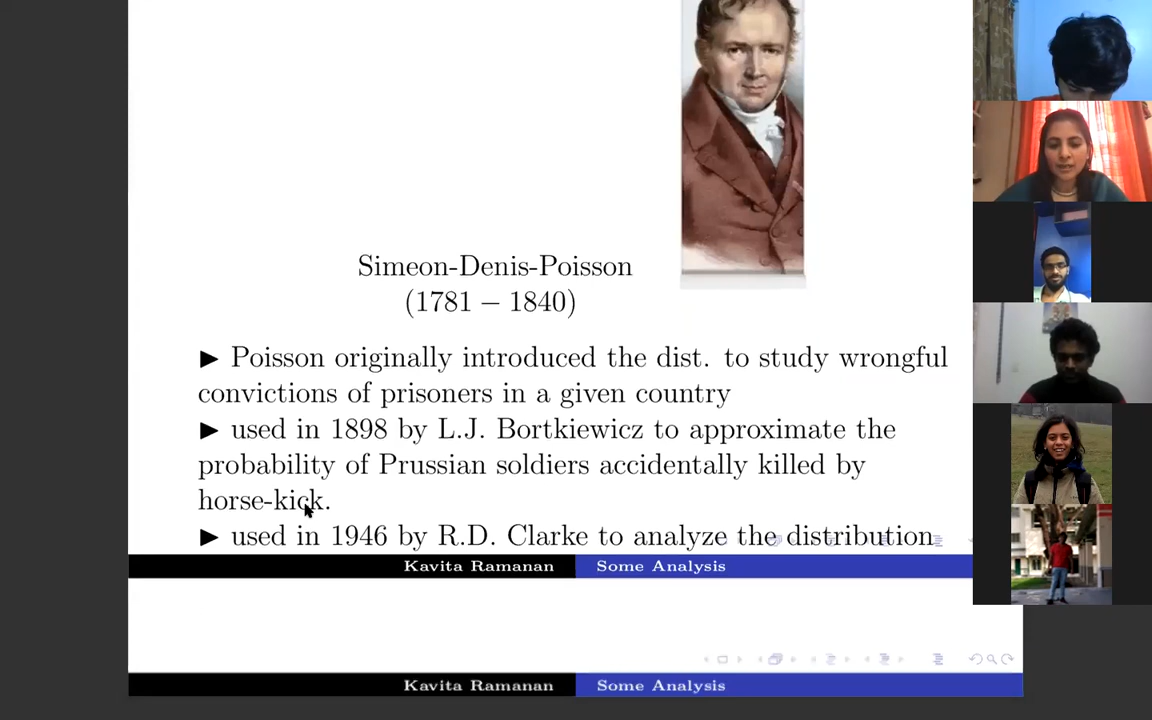 Simeon-Denis-Poisson
(1781 – 1840)
▶ Poisson originally introduced the dist. to study wrongful
convictions of prisoners in a given country
▶ used in 1898 by L.J. Bortkiewicz to approximate the
probability of Prussian soldiers accidentally killed by
horse-kick.
▶ used in 1946 by R.D. Clarke to analyze the distribution
Kavita Ramanan Some Analysis
Kavita Ramanan Some Analysis